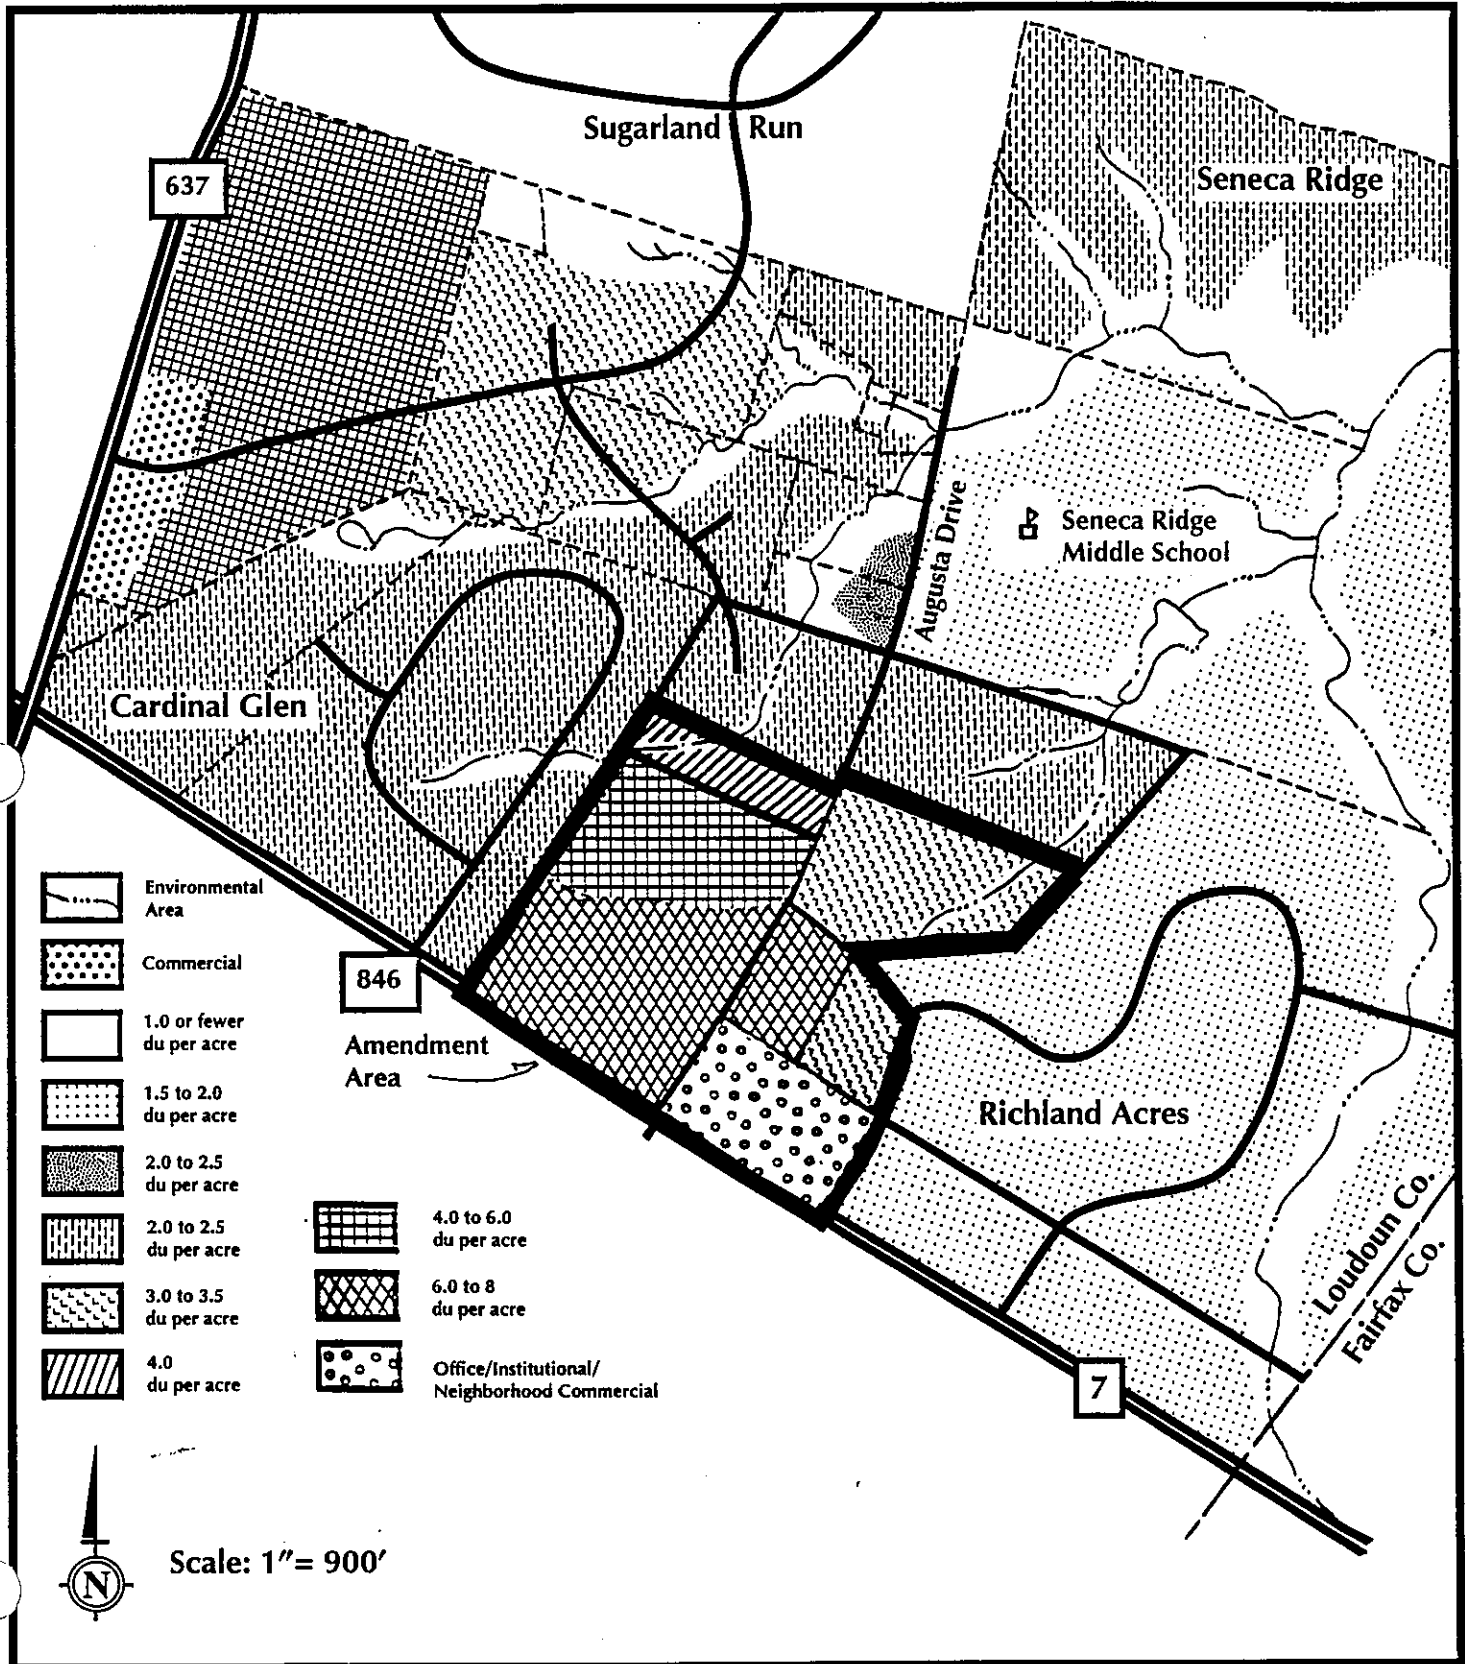 Sugarland Run
Seneca Ridge
637
Augusta Drive
Seneca Ridge
Middle School
Cardinal Glen
846
Amendment
Area
Richland Acres
Loudoun Co.
Fairfax Co.
7
Environmental
Area
Commercial
1.0 or fewer
du per acre
1.5 to 2.0
du per acre
2.0 to 2.5
du per acre
2.0 to 2.5
du per acre
3.0 to 3.5
du per acre
4.0
du per acre
4.0 to 6.0
du per acre
6.0 to 8
du per acre
Office/Institutional/
Neighborhood Commercial
N
Scale: 1″= 900′